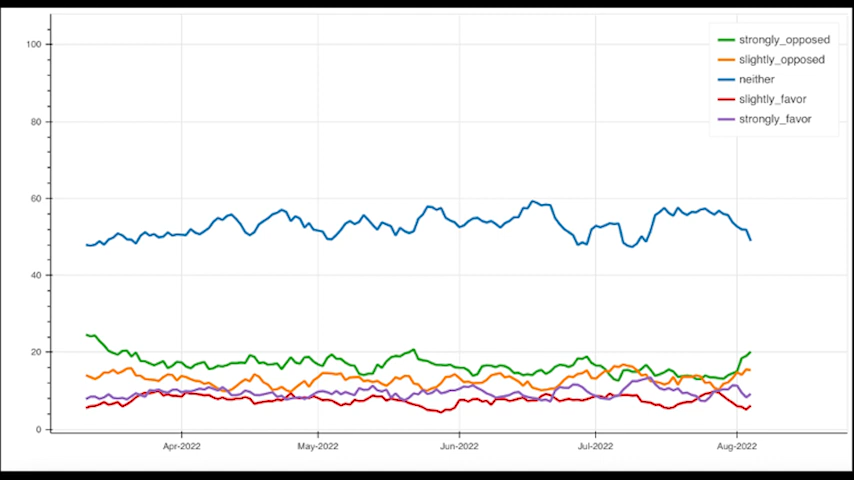 100
80
60
40
20
0
Apr-2022 May-2022 Jun-2022 Jul-2022 Aug-2022
strongly_opposed
slightly_opposed
neither
slightly_favor
strongly_favor